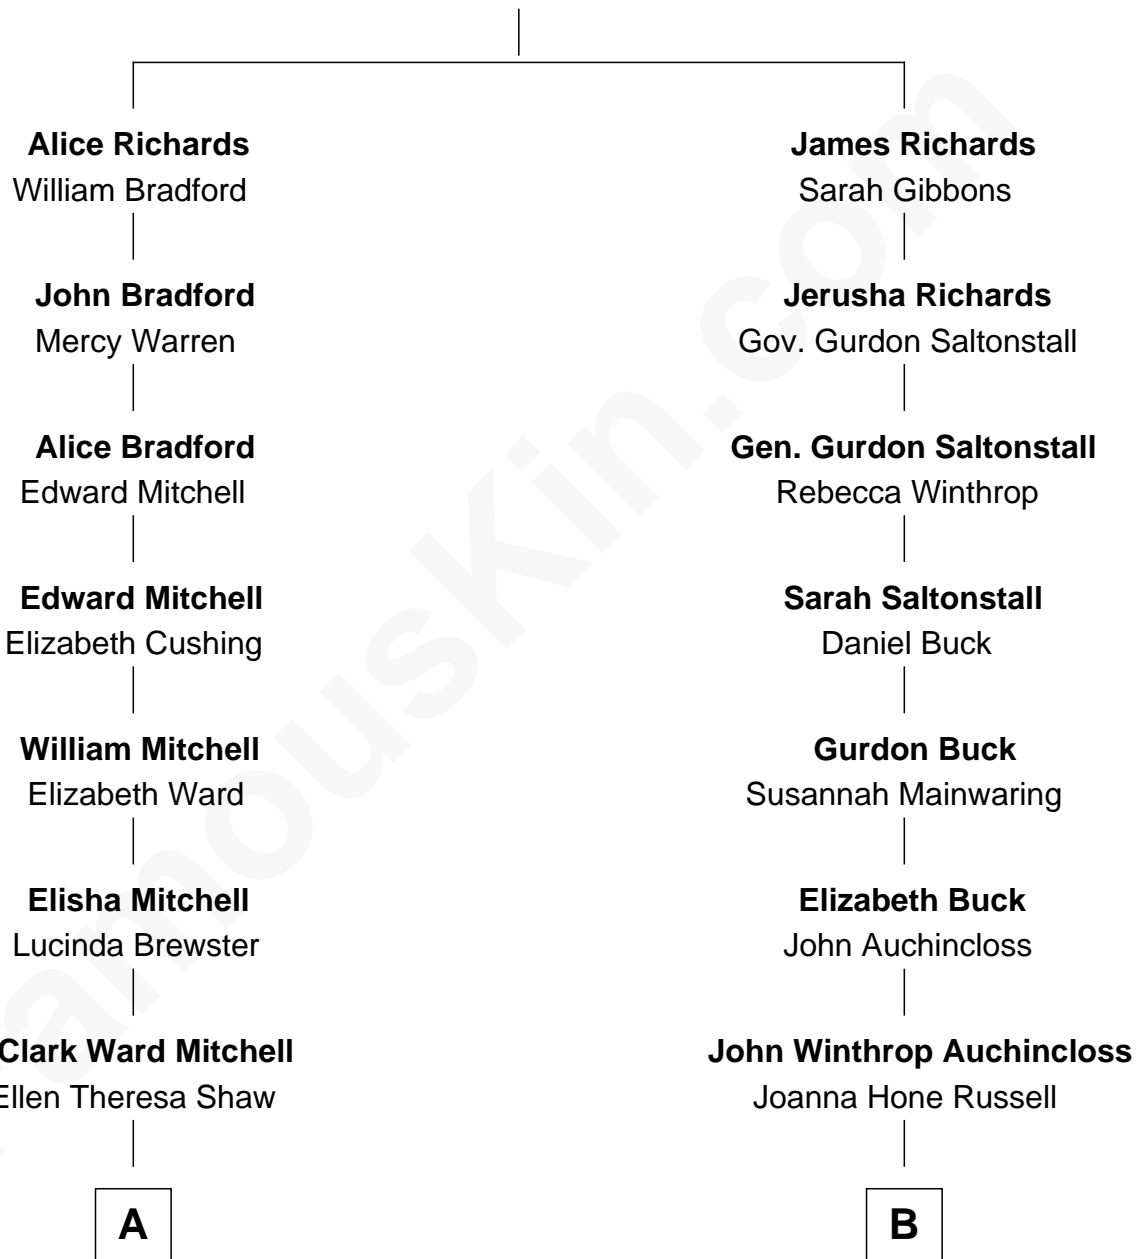 Alice Richards
William Bradford
John Bradford
Mercy Warren
Alice Bradford
Edward Mitchell
Edward Mitchell
Elizabeth Cushing
William Mitchell
Elizabeth Ward
Elisha Mitchell
Lucinda Brewster
Clark Ward Mitchell
Ellen Theresa Shaw
A
James Richards
Sarah Gibbons
Jerusha Richards
Gov. Gurdon Saltonstall
Gen. Gurdon Saltonstall
Rebecca Winthrop
Sarah Saltonstall
Daniel Buck
Gurdon Buck
Susannah Mainwaring
Elizabeth Buck
John Auchincloss
John Winthrop Auchincloss
Joanna Hone Russell
B
famouskin.com